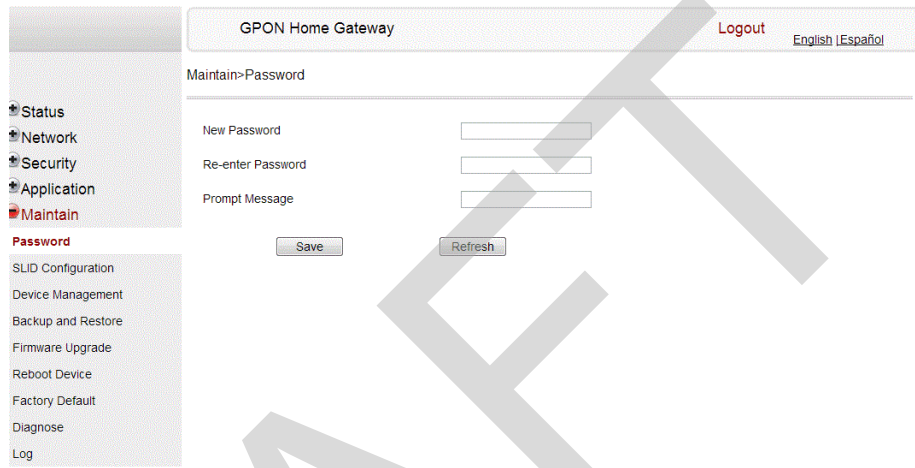 GPON Home Gateway
Logout
English | Español
Maintain>Password
Status
Network
Security
Application
Maintain
Password
SLID Configuration
Device Management
Backup and Restore
Firmware Upgrade
Reboot Device
Factory Default
Diagnose
Log
New Password
Re-enter Password
Prompt Message
Save Refresh
AFT